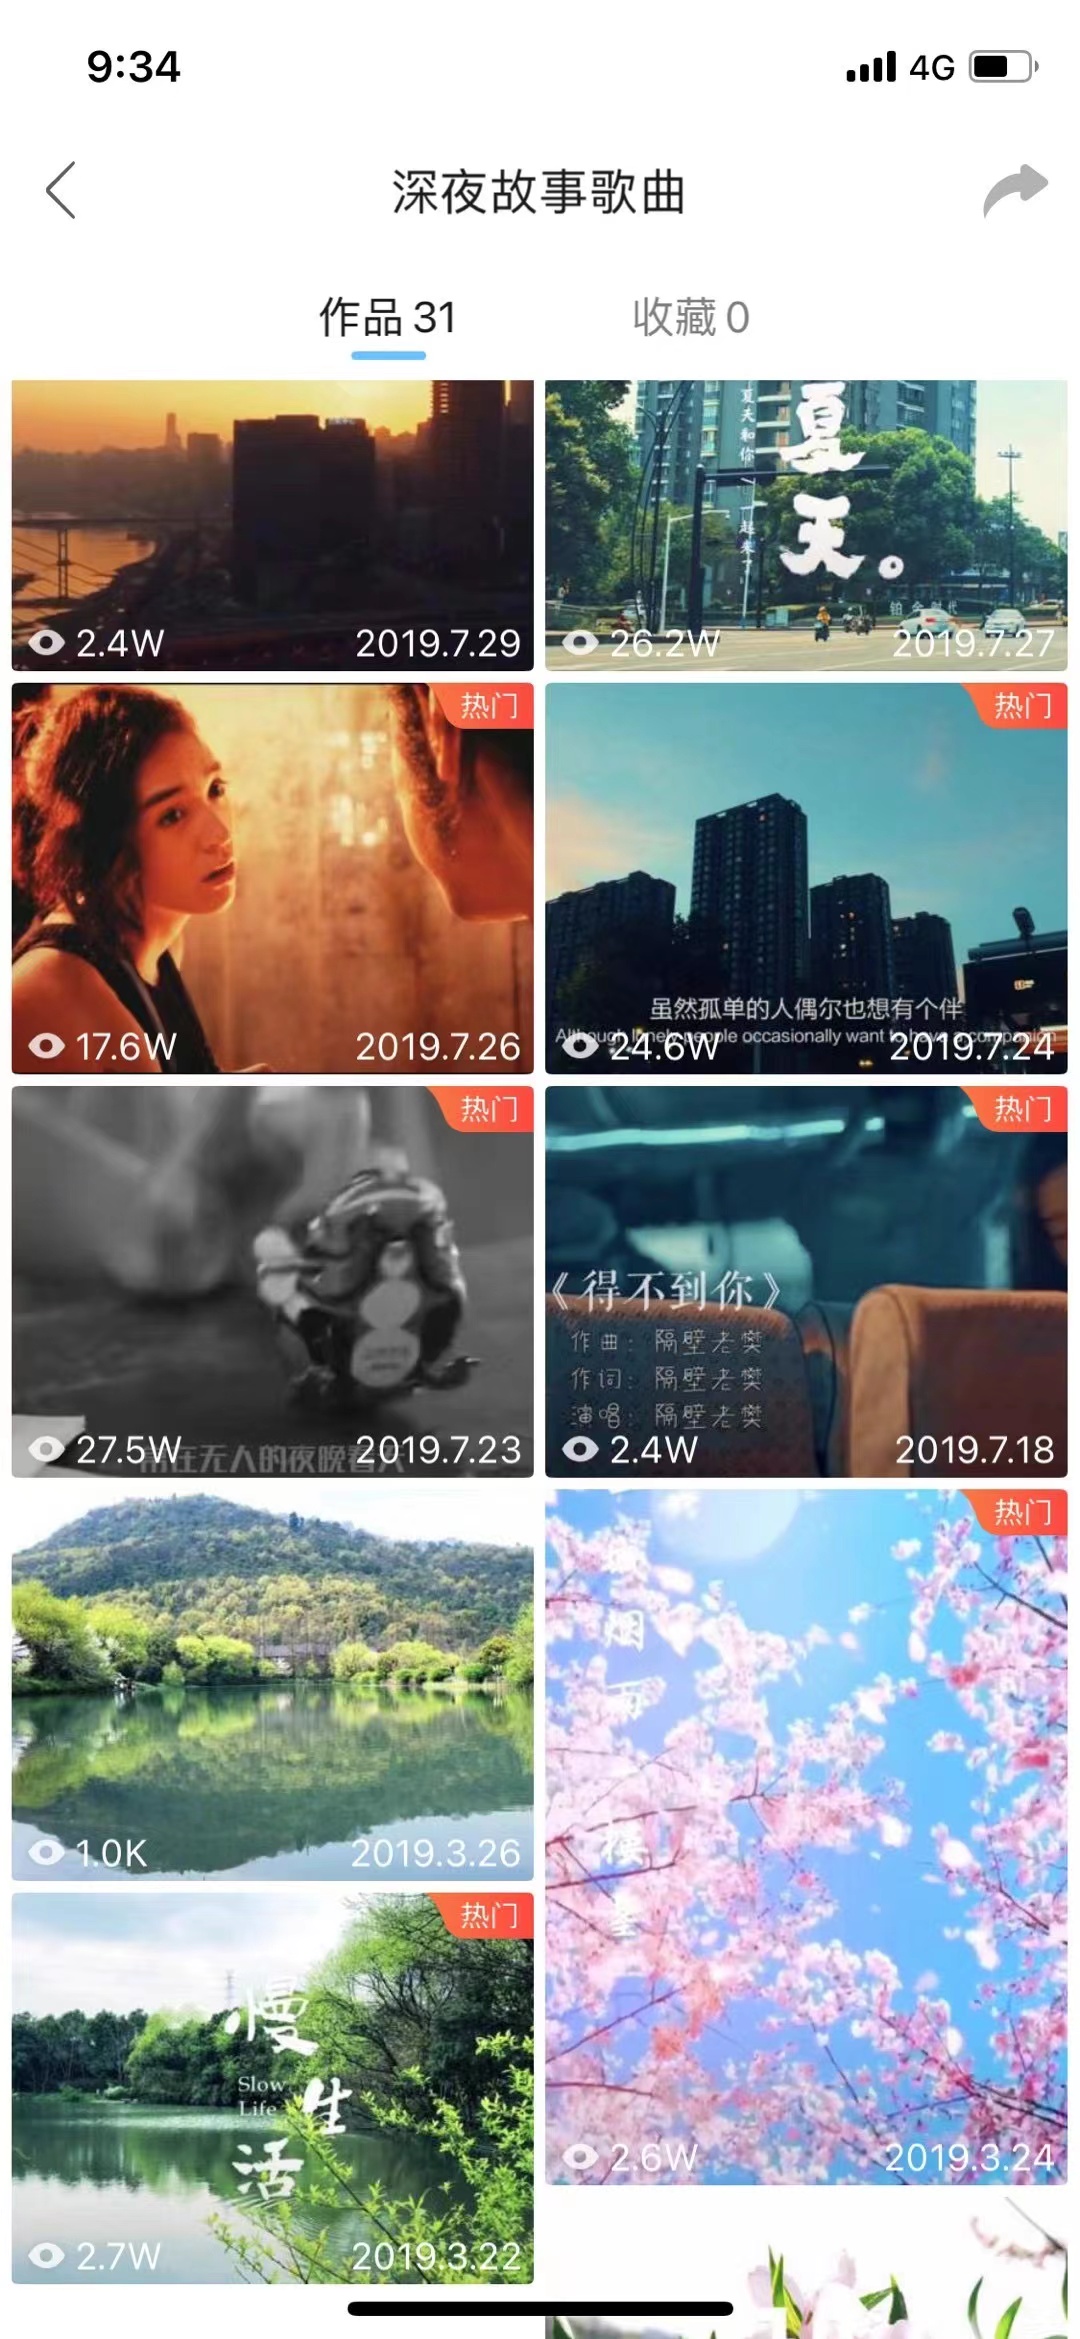 9:34
4G
深夜故事歌曲
作品 31
收藏 0
2.4W
2019.7.29
夏天。
夏天和你
一起来
26.2W
2019.7.27
热门
17.6W
2019.7.26
热门
虽然孤单的人偶尔也想有个伴
Although lonely people occasionally want to have a companion
24.6W
2019.7.24
热门
在无人的夜晚
27.5W
2019.7.23
热门
《得不到你》
作曲：隔壁老樊
作词：隔壁老樊
演唱：隔壁老樊
2.4W
2019.7.18
1.0K
2019.3.26
热门
烟雨
楼
2.6W
2019.3.24
热门
慢生活
Slow
Life
2.7W
2019.3.22